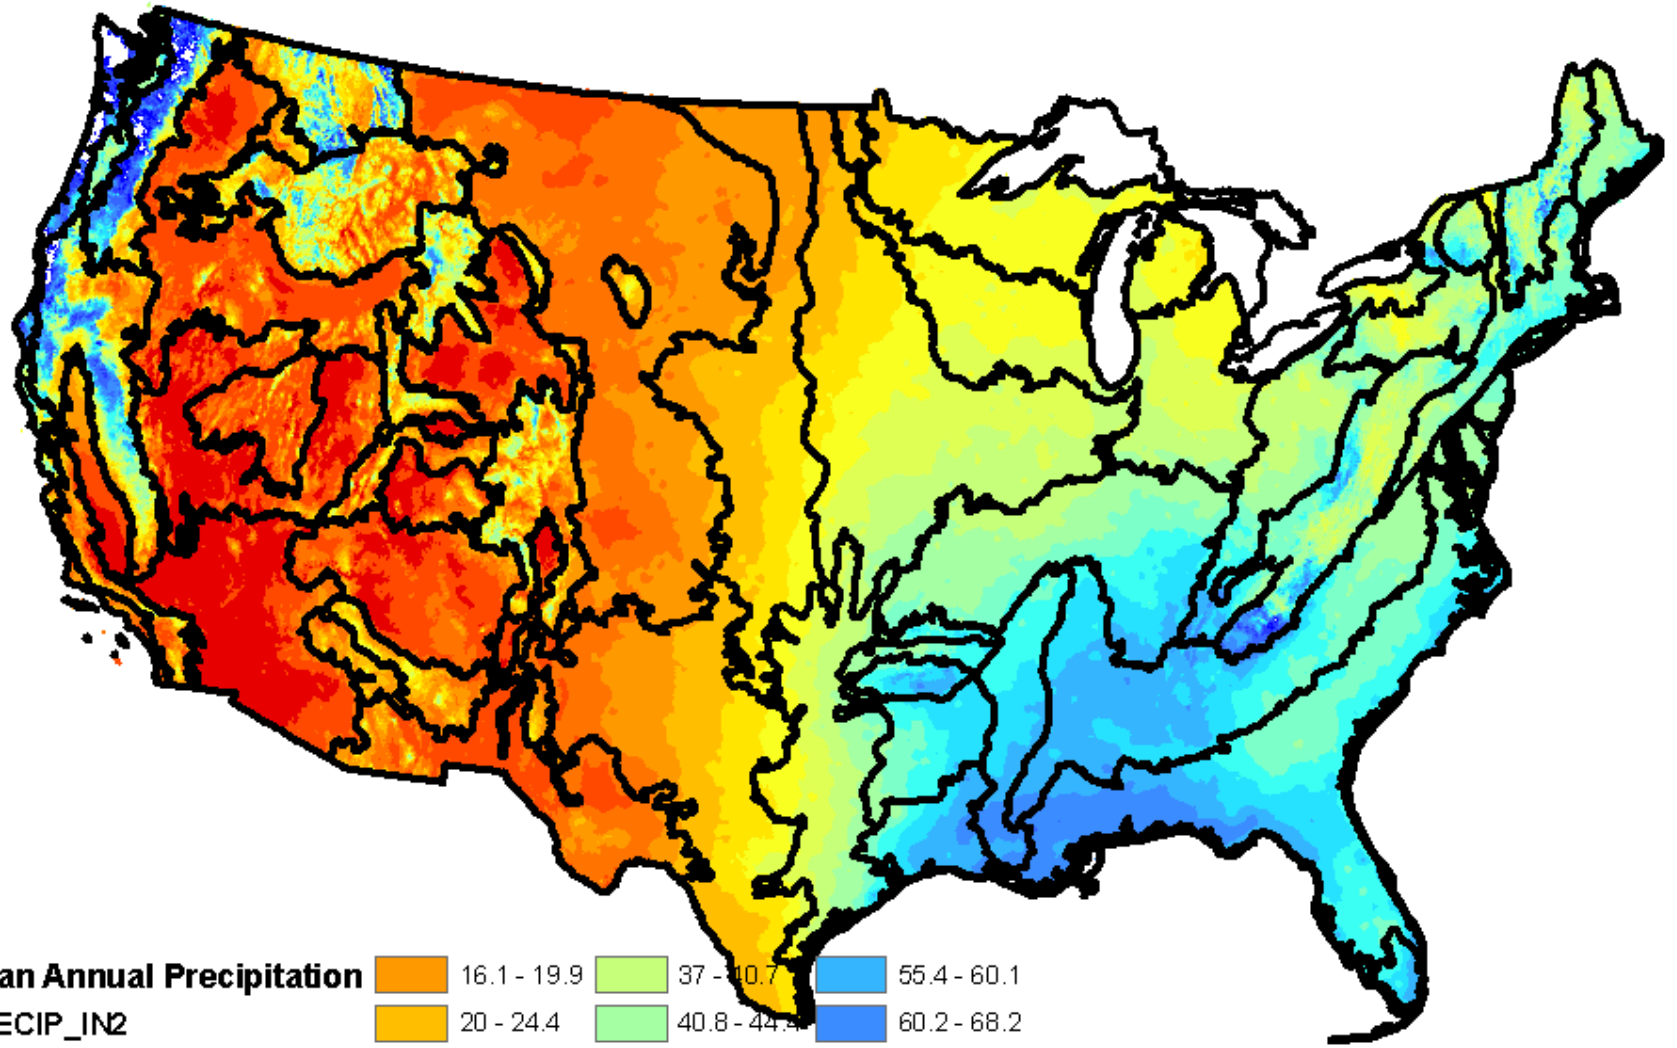 an Annual Precipitation 16.1 - 19.9 37 - 40.7 55.4 - 60.1
ECIP_IN2 20 - 24.4 40.8 - 44.4 60.2 - 68.2